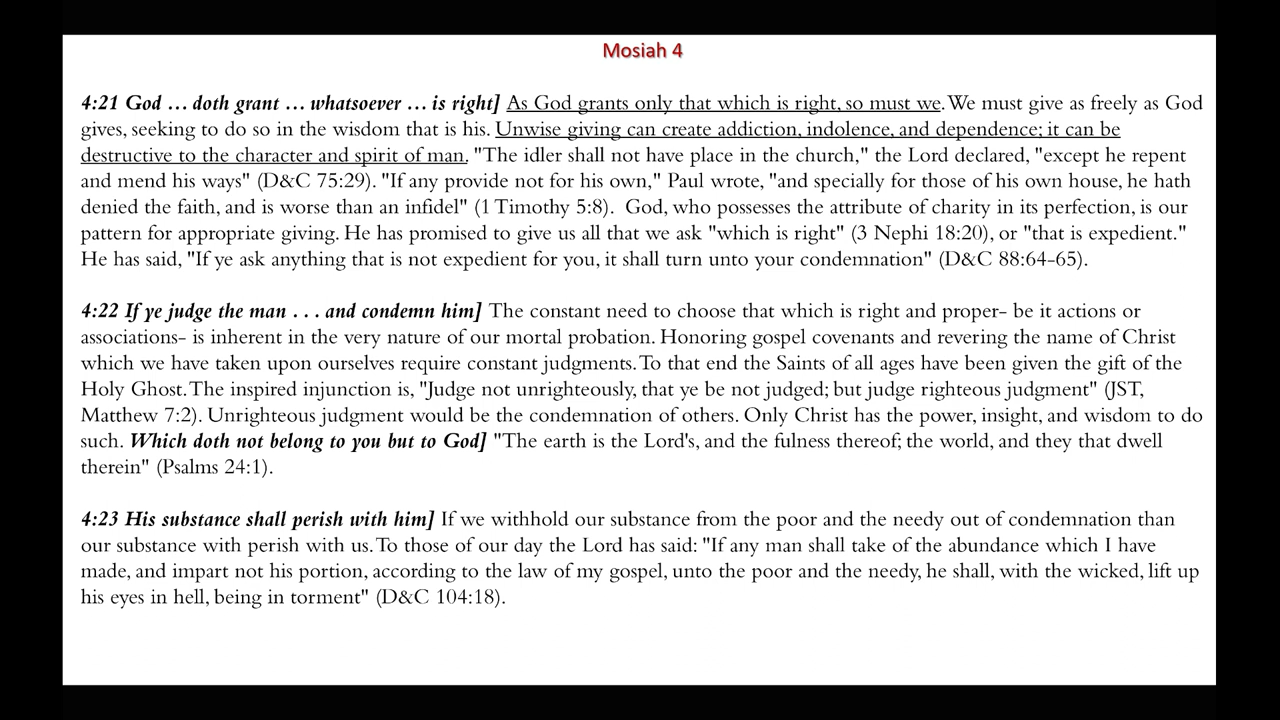 Mosiah 4
4:21 God ... doth grant ... whatsoever ... is right] As God grants only that which is right, so must we. We must give as freely as God
gives, seeking to do so in the wisdom that is his. Unwise giving can create addiction, indolence, and dependence; it can be
destructive to the character and spirit of man. "The idler shall not have place in the church," the Lord declared, "except he repent
and mend his ways" (D&C 75:29). "If any provide not for his own," Paul wrote, "and specially for those of his own house, he hath
denied the faith, and is worse than an infidel" (1 Timothy 5:8).  God, who possesses the attribute of charity in its perfection, is our
pattern for appropriate giving. He has promised to give us all that we ask "which is right" (3 Nephi 18:20), or "that is expedient."
He has said, "If ye ask anything that is not expedient for you, it shall turn unto your condemnation" (D&C 88:64-65).
4:22 If ye judge the man . . . and condemn him] The constant need to choose that which is right and proper- be it actions or
associations- is inherent in the very nature of our mortal probation. Honoring gospel covenants and revering the name of Christ
which we have taken upon ourselves require constant judgments. To that end the Saints of all ages have been given the gift of the
Holy Ghost. The inspired injunction is, "Judge not unrighteously, that ye be not judged; but judge righteous judgment" (JST,
Matthew 7:2). Unrighteous judgment would be the condemnation of others. Only Christ has the power, insight, and wisdom to do
such. Which doth not belong to you but to God] "The earth is the Lord's, and the fulness thereof; the world, and they that dwell
therein" (Psalms 24:1).
4:23 His substance shall perish with him] If we withhold our substance from the poor and the needy out of condemnation than
our substance with perish with us. To those of our day the Lord has said: "If any man shall take of the abundance which I have
made, and impart not his portion, according to the law of my gospel, unto the poor and the needy, he shall, with the wicked, lift up
his eyes in hell, being in torment" (D&C 104:18).